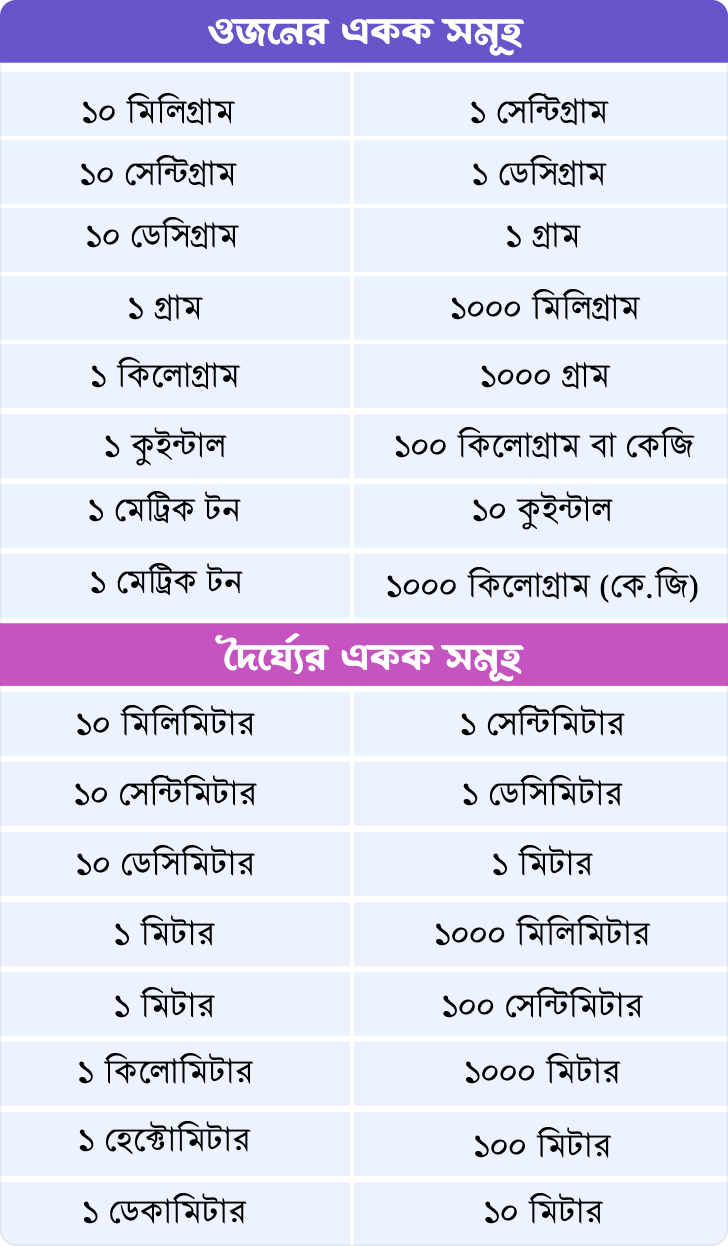 ওজনের একক সমূহ
১০ মিলিগ্রাম ১ সেন্টিগ্রাম
১০ সেন্টিগ্রাম ১ ডেসিগ্রাম
১০ ডেসিগ্রাম ১ গ্রাম
১ গ্রাম ১০০০ মিলিগ্রাম
১ কিলোগ্রাম ১০০০ গ্রাম
১ কুইন্টাল ১০০ কিলোগ্রাম বা কেজি
১ মেট্রিক টন ১০ কুইন্টাল
১ মেট্রিক টন ১০০০ কিলোগ্রাম (কে.জি)
দৈর্ঘ্যের একক সমূহ
১০ মিলিমিটার ১ সেন্টিমিটার
১০ সেন্টিমিটার ১ ডেসিমিটার
১০ ডেসিমিটার ১ মিটার
১ মিটার ১০০০ মিলিমিটার
১ মিটার ১০০ সেন্টিমিটার
১ কিলোমিটার ১০০০ মিটার
১ হেক্টোমিটার ১০০ মিটার
১ ডেকামিটার ১০ মিটার